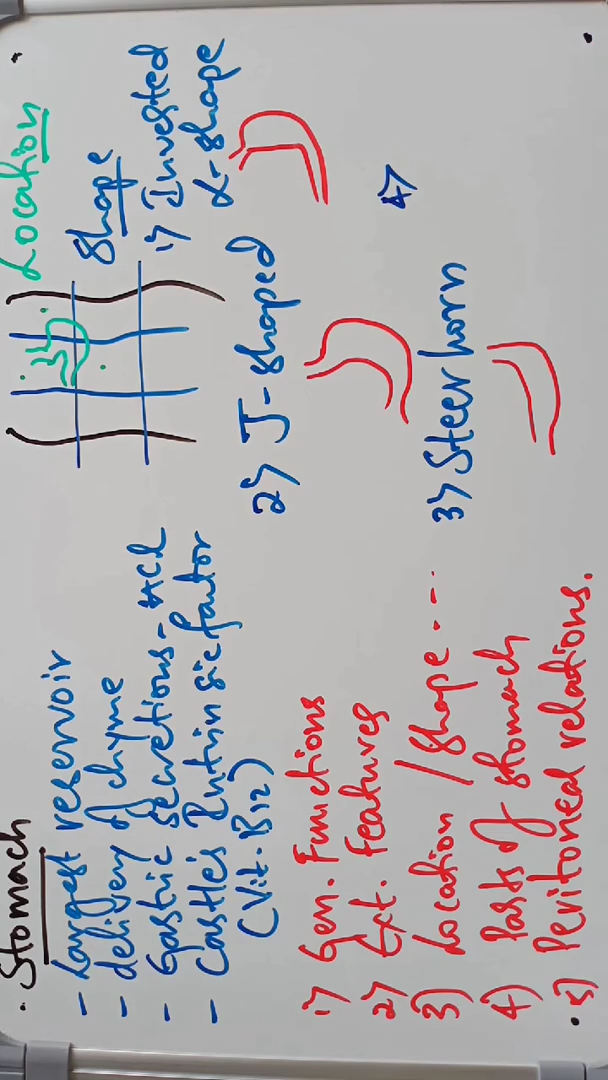 . Stomach
- Largest reservoir
- delivery of chyme
- Gastric secretions - HCl
- Castle's Intrinsic factor
(Vit. B12)
1) Gen. Functions
2) Ext. Features
3) Location / Shape - - -
4) Parts of Stomach
5) Peritoneal relations.
Location
Shape
1) Inverted
L-shape
2) J-shaped
3) Steer horn
4)